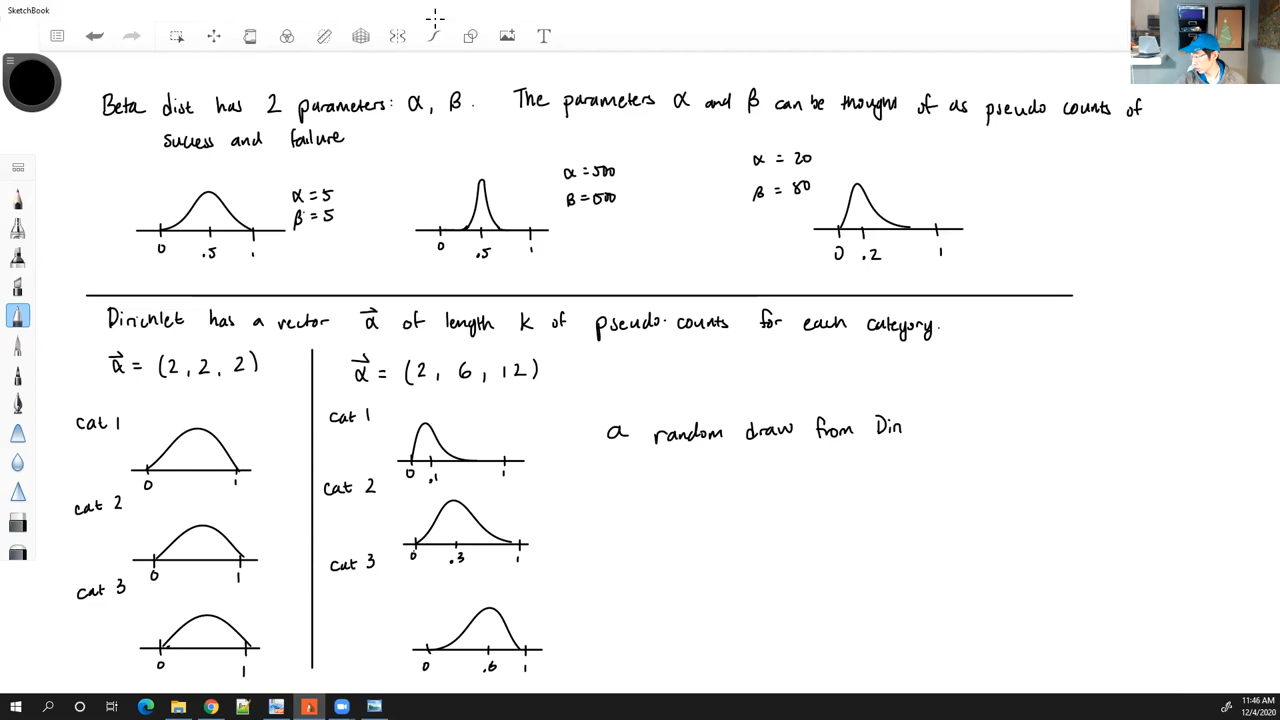 SketchBook
Beta dist has 2 parameters: α, β. The parameters α and β can be thought of as pseudo counts of
success and failure
α = 5
β = 5
0 .5 1
α = 500
β = 500
0 .5 1
α = 20
β = 80
0 .2 1
Dirichlet has a vector α⃗ of length k of pseudo-counts for each category.
α⃗ = (2, 2, 2)
cat 1
0 1
cat 2
0 1
cat 3
0 1
α⃗ = (2, 6, 12)
cat 1
0 .1 1
cat 2
0 .3 1
cat 3
0 .6 1
a random draw from Diri
11:46 AM
12/4/2020